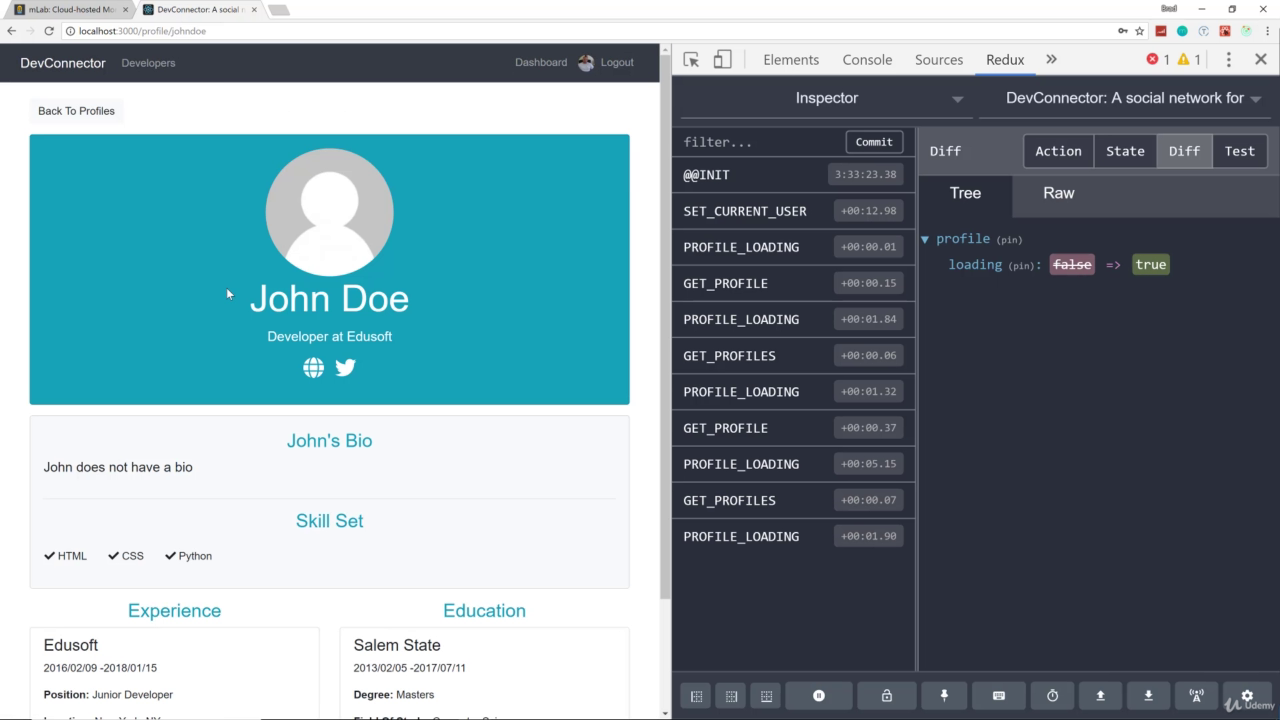 mLab: Cloud-hosted Mo
DevConnector: A social n
Brad
localhost:3000/profile/johndoe
DevConnector
Developers
Dashboard
Logout
Back To Profiles
John Doe
Developer at Edusoft
John's Bio
John does not have a bio
Skill Set
HTML CSS Python
Experience
Education
Edusoft
2016/02/09 -2018/01/15
Position: Junior Developer
Salem State
2013/02/05 -2017/07/11
Degree: Masters
Elements Console Sources Redux » 1 1
Inspector
DevConnector: A social network for
filter...
Commit
@@INIT 3:33:23.38
SET_CURRENT_USER +00:12.98
PROFILE_LOADING +00:00.01
GET_PROFILE +00:00.15
PROFILE_LOADING +00:01.84
GET_PROFILES +00:00.06
PROFILE_LOADING +00:01.32
GET_PROFILE +00:00.37
PROFILE_LOADING +00:05.15
GET_PROFILES +00:00.07
PROFILE_LOADING +00:01.90
Diff
Action State Diff Test
Tree Raw
profile (pin)
loading (pin): false => true
Udemy